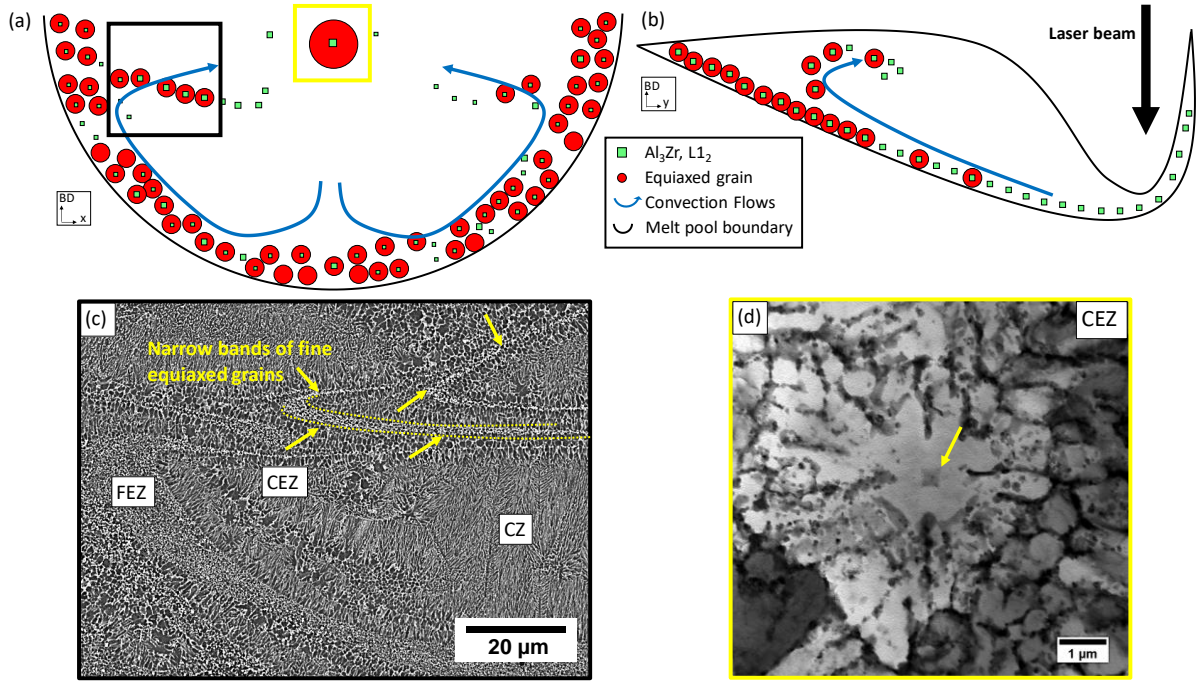 (a)
BD
x
(b)
Laser beam
BD
y
Al₃Zr, L1₂
Equiaxed grain
Convection Flows
Melt pool boundary
(c)
Narrow bands of fine
equiaxed grains
FEZ
CEZ
CZ
20 µm
(d)
CEZ
1 µm